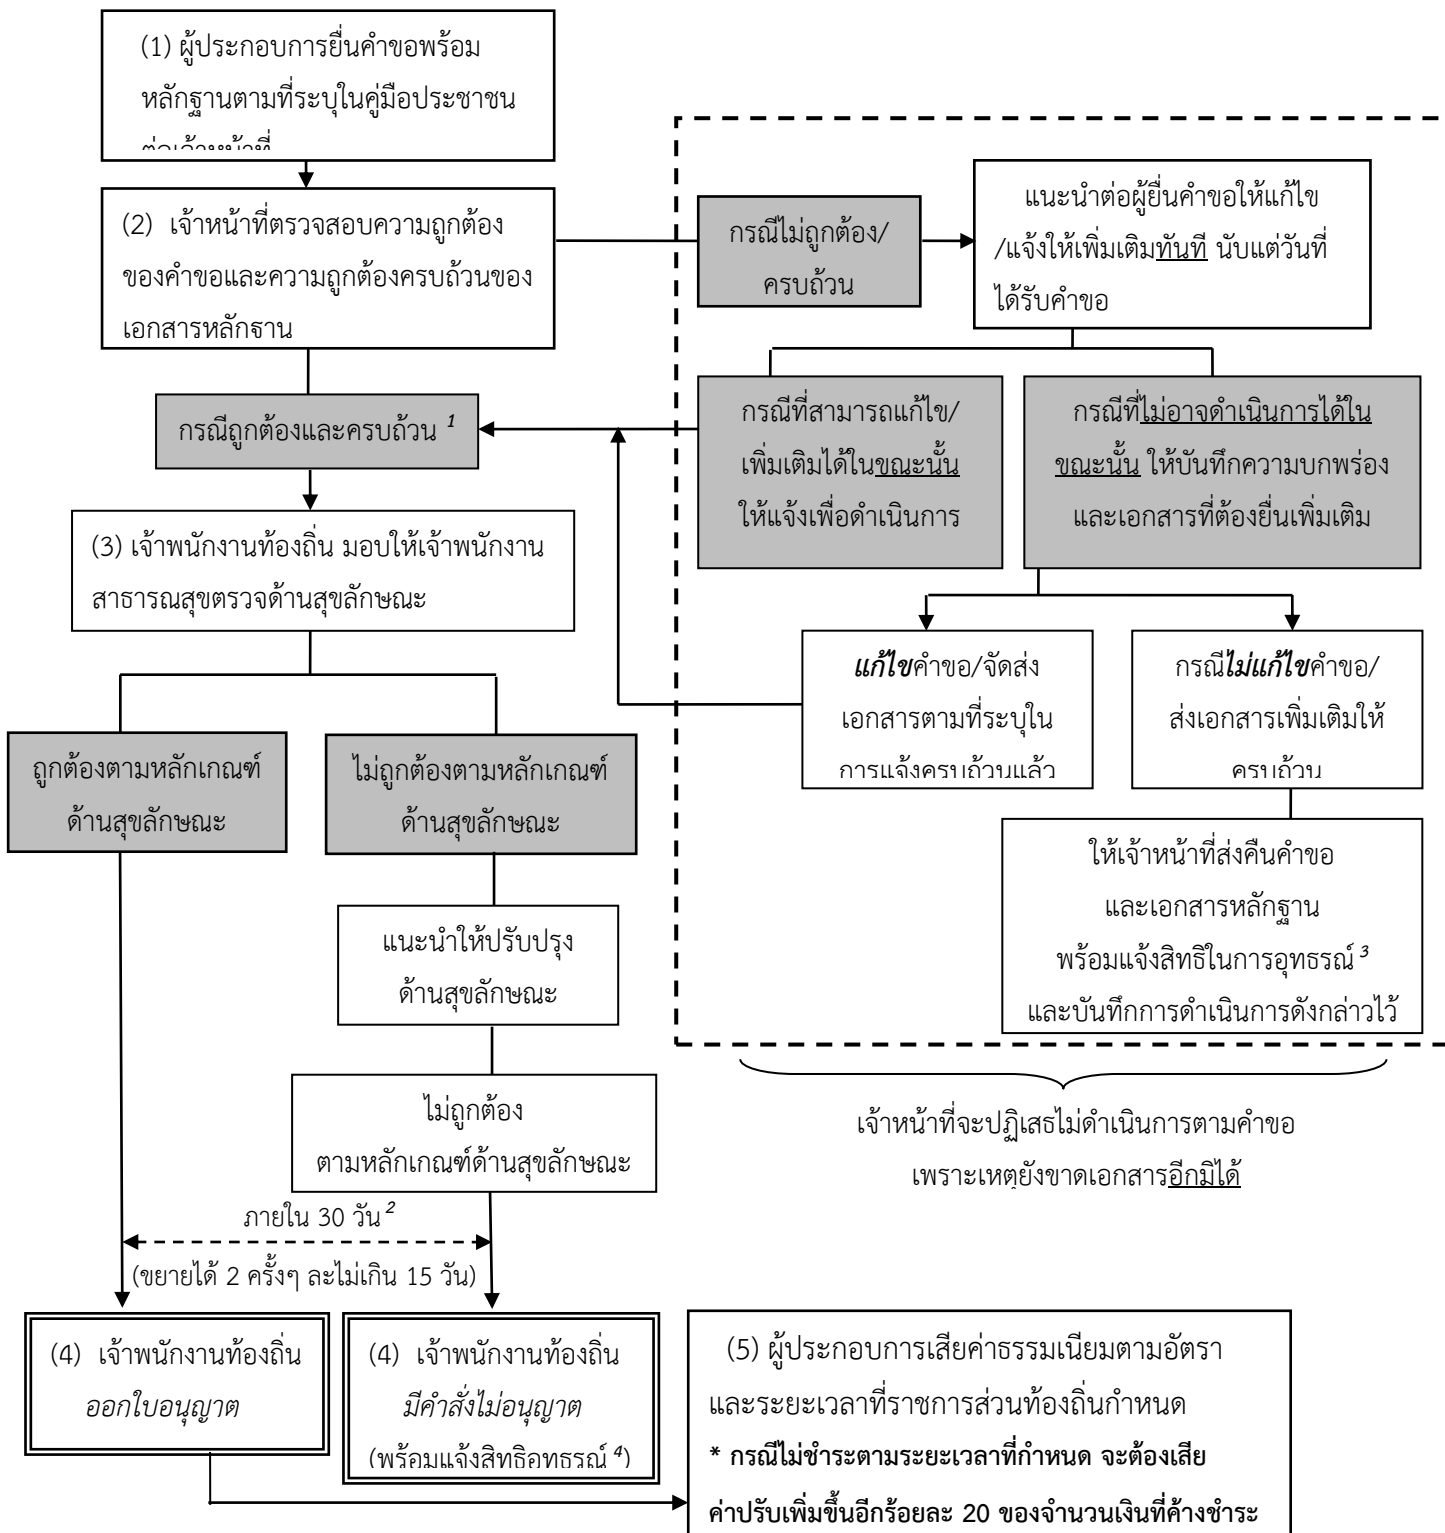 (1) ผู้ประกอบการยื่นคำขอพร้อม
หลักฐานตามที่ระบุในคู่มือประชาชน
ต่อเจ้าหน้าที่
(2) เจ้าหน้าที่ตรวจสอบความถูกต้อง
ของคำขอและความถูกต้องครบถ้วนของ
เอกสารหลักฐาน
กรณีไม่ถูกต้อง/
ครบถ้วน
แนะนำต่อผู้ยื่นคำขอให้แก้ไข
/แจ้งให้เพิ่มเติมทันที นับแต่วันที่
ได้รับคำขอ
กรณีถูกต้องและครบถ้วน 1
กรณีที่สามารถแก้ไข/
เพิ่มเติมได้ในขณะนั้น
ให้แจ้งเพื่อดำเนินการ
กรณีที่ไม่อาจดำเนินการได้ใน
ขณะนั้น ให้บันทึกความบกพร่อง
และเอกสารที่ต้องยื่นเพิ่มเติม
(3) เจ้าพนักงานท้องถิ่น มอบให้เจ้าพนักงาน
สาธารณสุขตรวจด้านสุขลักษณะ
แก้ไขคำขอ/จัดส่ง
เอกสารตามที่ระบุใน
การแจ้งครบถ้วนแล้ว
กรณีไม่แก้ไขคำขอ/
ส่งเอกสารเพิ่มเติมให้
ครบถ้วน
ถูกต้องตามหลักเกณฑ์
ด้านสุขลักษณะ
ไม่ถูกต้องตามหลักเกณฑ์
ด้านสุขลักษณะ
ให้เจ้าหน้าที่ส่งคืนคำขอ
และเอกสารหลักฐาน
พร้อมแจ้งสิทธิในการอุทธรณ์ 3
และบันทึกการดำเนินการดังกล่าวไว้
แนะนำให้ปรับปรุง
ด้านสุขลักษณะ
ไม่ถูกต้อง
ตามหลักเกณฑ์ด้านสุขลักษณะ
เจ้าหน้าที่จะปฏิเสธไม่ดำเนินการตามคำขอ
เพราะเหตุยังขาดเอกสารอีกมิได้
ภายใน 30 วัน 2
(ขยายได้ 2 ครั้งๆ ละไม่เกิน 15 วัน)
(4) เจ้าพนักงานท้องถิ่น
ออกใบอนุญาต
(4) เจ้าพนักงานท้องถิ่น
มีคำสั่งไม่อนุญาต
(พร้อมแจ้งสิทธิอุทธรณ์ 4)
(5) ผู้ประกอบการเสียค่าธรรมเนียมตามอัตรา
และระยะเวลาที่ราชการส่วนท้องถิ่นกำหนด
* กรณีไม่ชำระตามระยะเวลาที่กำหนด จะต้องเสีย
ค่าปรับเพิ่มขึ้นอีกร้อยละ 20 ของจำนวนเงินที่ค้างชำระ